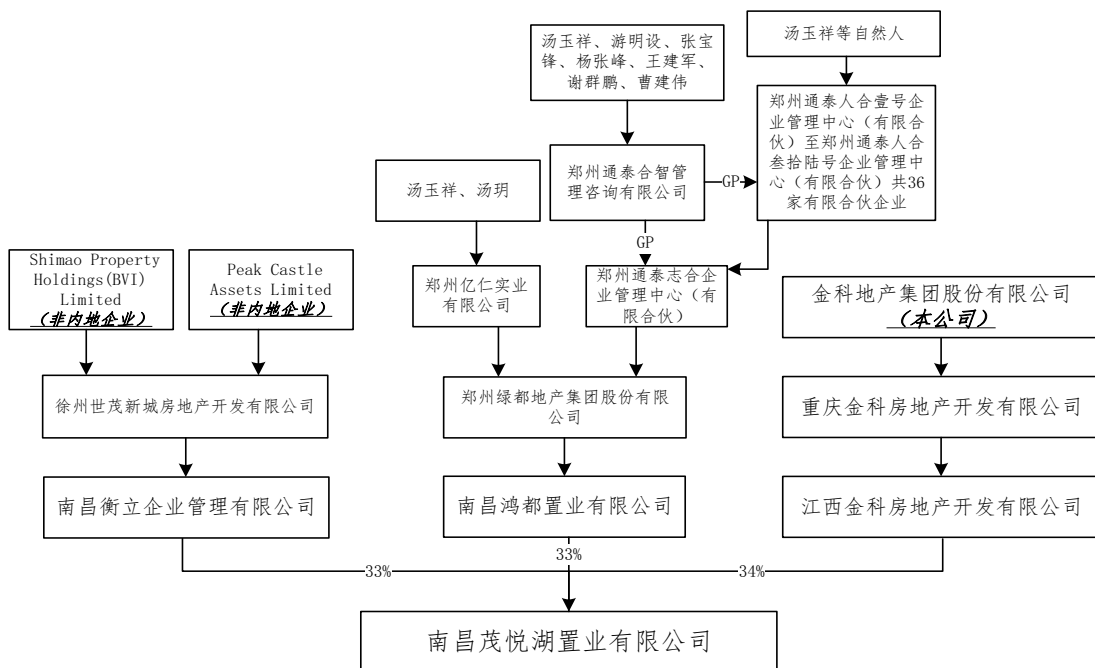 汤玉祥、游明设、张宝
锋、杨张峰、王建军、
谢群鹏、曹建伟
汤玉祥等自然人
郑州通泰人合壹号企
业管理中心（有限合
伙）至郑州通泰人合
叁拾陆号企业管理中
心（有限合伙）共36
家有限合伙企业
郑州通泰合智管
理咨询有限公司
GP
汤玉祥、汤玥
GP
Shimao Property
Holdings(BVI)
Limited
（非内地企业）
Peak Castle
Assets Limited
（非内地企业）
郑州亿仁实业
有限公司
郑州通泰志合企
业管理中心（有
限合伙）
金科地产集团股份有限公司
（本公司）
徐州世茂新城房地产开发有限公司
郑州绿都地产集团股份有限
公司
重庆金科房地产开发有限公司
南昌衡立企业管理有限公司
南昌鸿都置业有限公司
江西金科房地产开发有限公司
33%
33%
34%
南昌茂悦湖置业有限公司